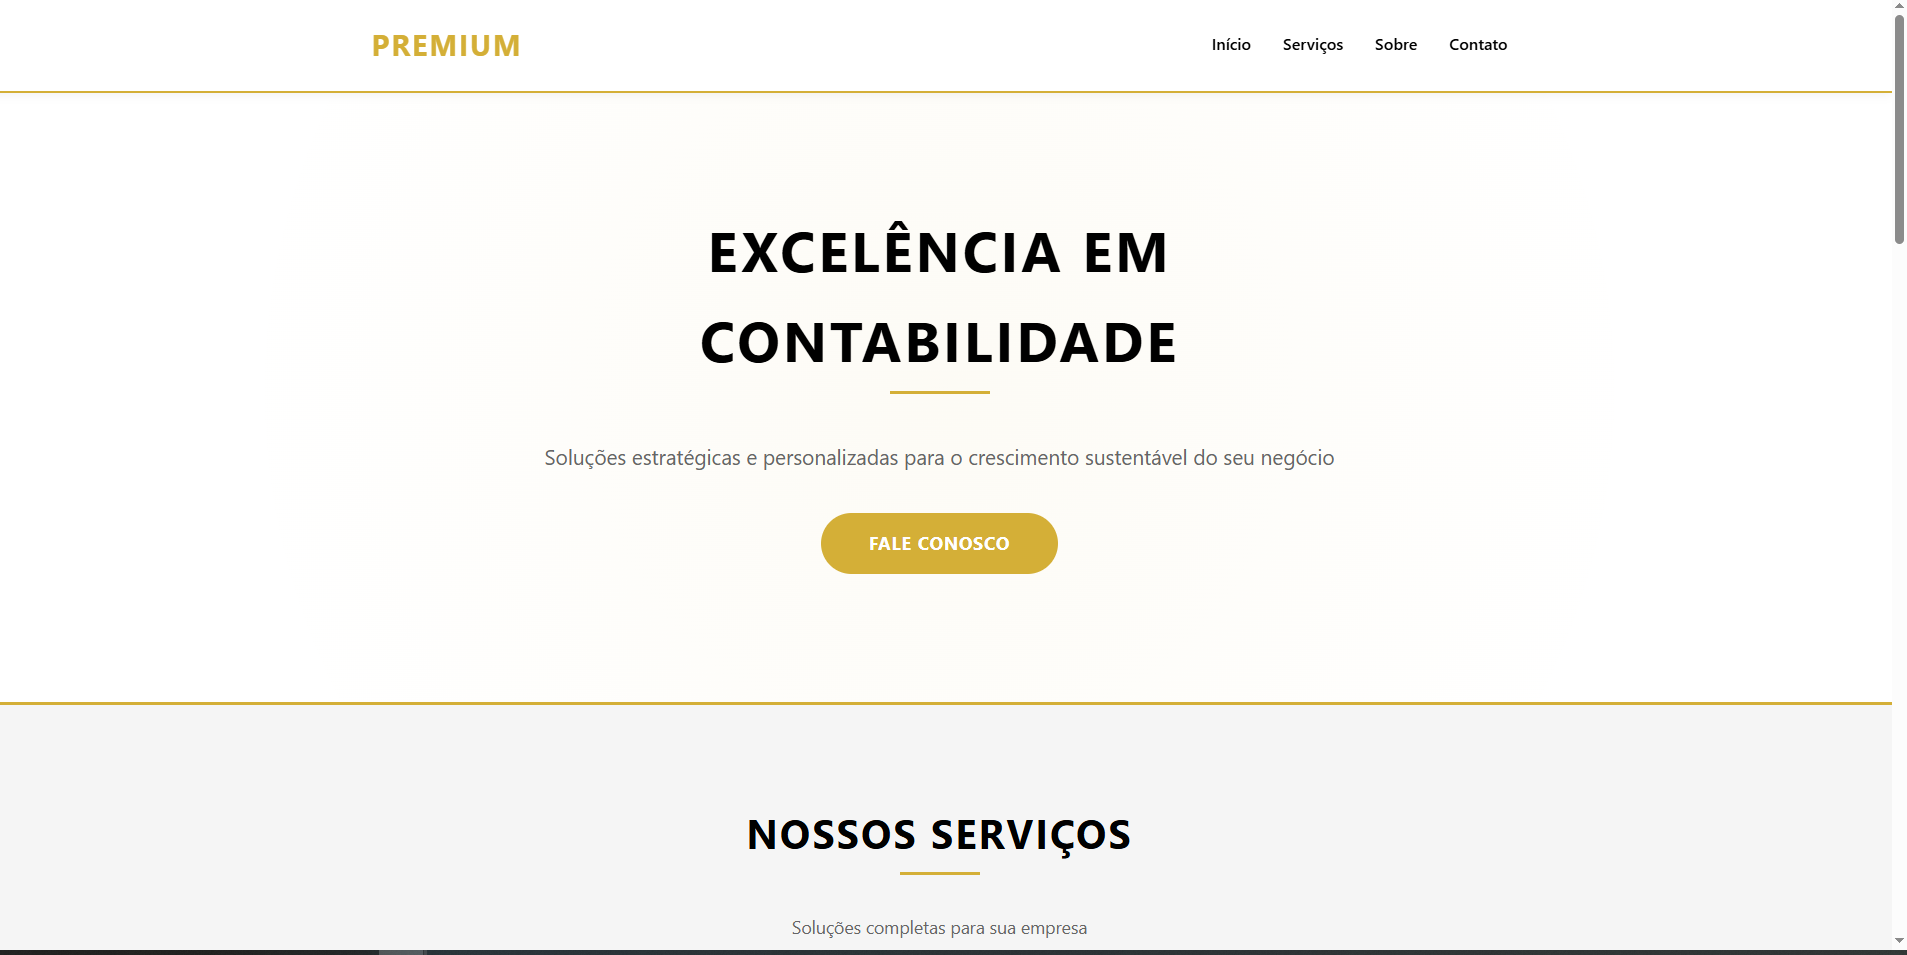 PREMIUM
Início Serviços Sobre Contato
EXCELÊNCIA EM
CONTABILIDADE
Soluções estratégicas e personalizadas para o crescimento sustentável do seu negócio
FALE CONOSCO
NOSSOS SERVIÇOS
Soluções completas para sua empresa